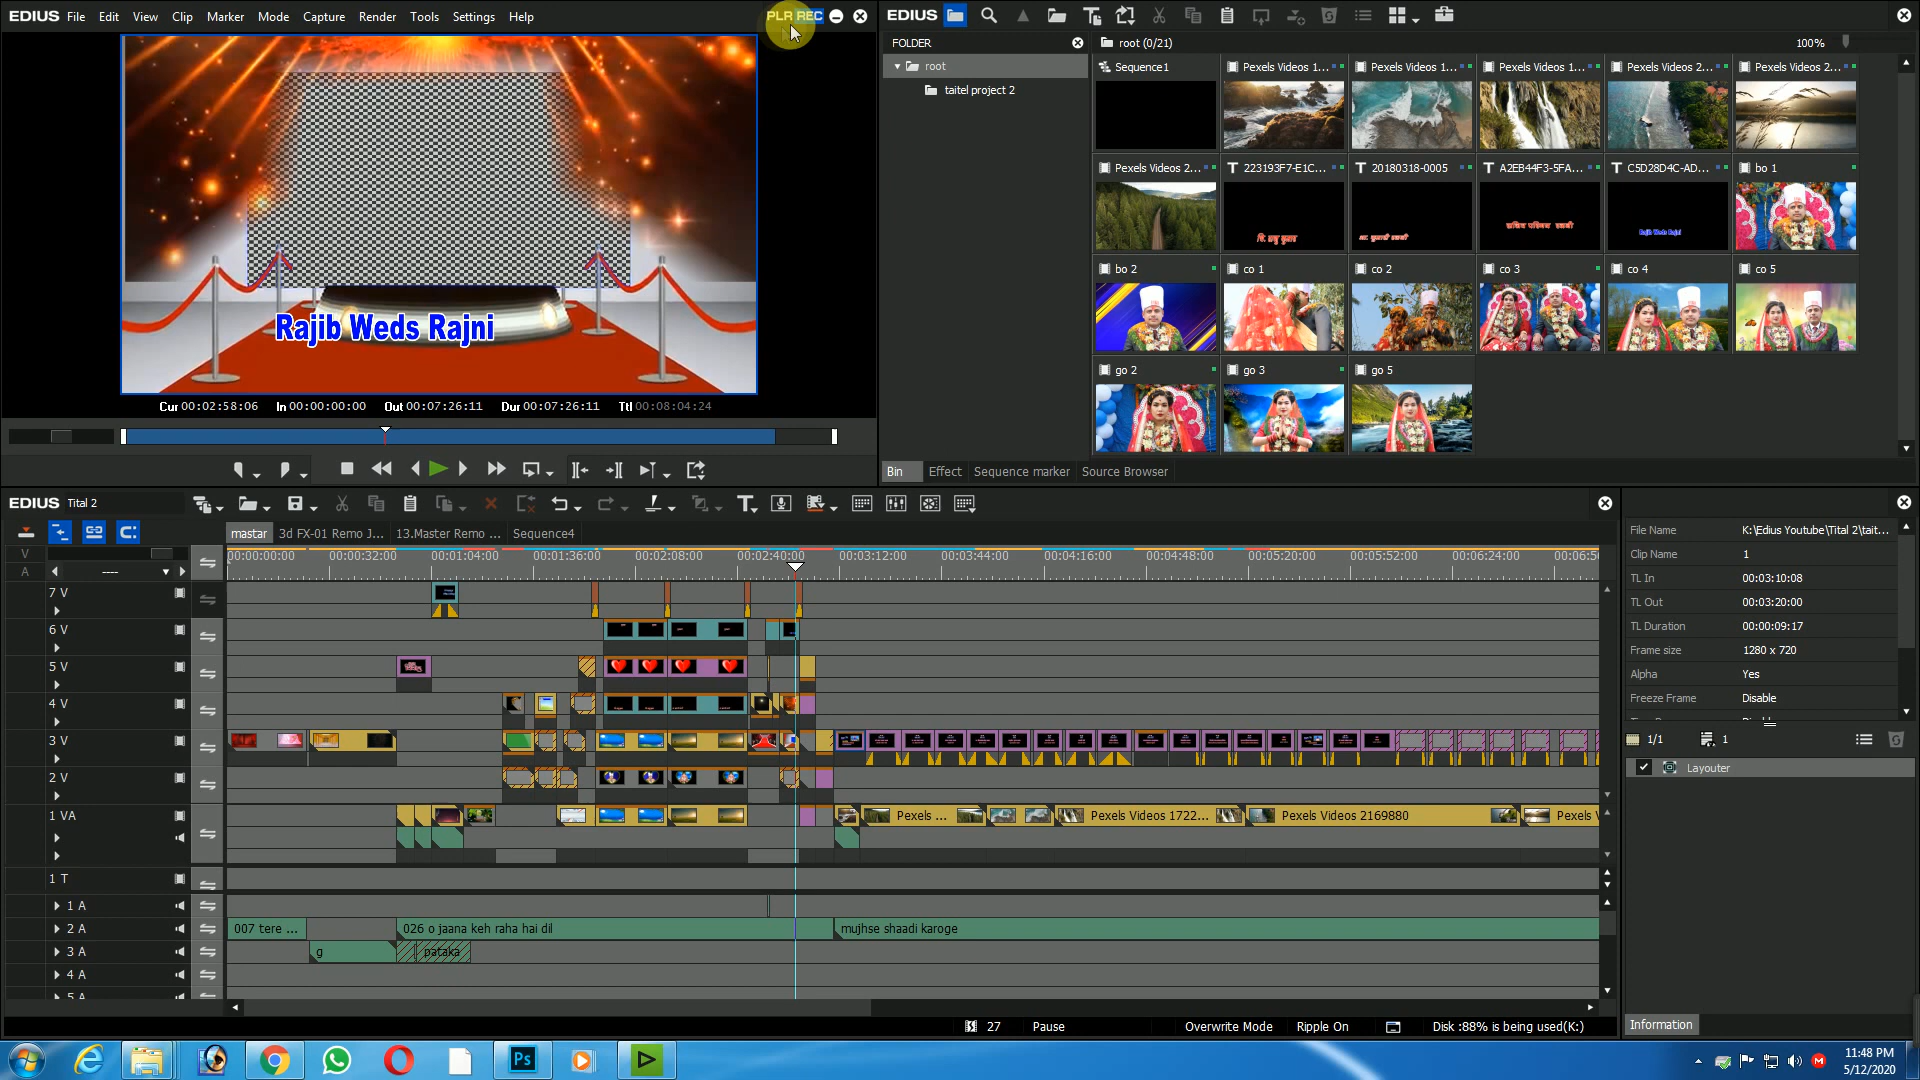 EDIUS File Edit View Clip Marker Mode Capture Render Tools Settings Help PLR REC
Rajib Weds Rajni
Cur 00:02:58:06 In 00:00:00:00 Out 00:07:26:11 Dur 00:07:26:11 Ttl 00:08:04:24
EDIUS
FOLDER
root (0/21) 100%
root
taitel project 2
Sequence1 Pexels Videos 1... Pexels Videos 1... Pexels Videos 1... Pexels Videos 2... Pexels Videos 2...
Pexels Videos 2... 223193F7-E1C... 20180318-0005 A2EB44F3-5FA... C5D28D4C-AD... bo 1
Rajib Weds Rajni
bo 2 co 1 co 2 co 3 co 4 co 5
go 2 go 3 go 5
Bin Effect Sequence marker Source Browser
EDIUS Tital 2
mastar 3d FX-01 Remo J... 13.Master Remo ... Sequence4
00:00:00:00 00:00:32:00 00:01:04:00 00:01:36:00 00:02:08:00 00:02:40:00 00:03:12:00 00:03:44:00 00:04:16:00 00:04:48:00 00:05:20:00 00:05:52:00 00:06:24:00 00:06:56
V
A ----
7 V
6 V
5 V
4 V
3 V
2 V
1 VA Pexels ... Pexels Videos 1722... Pexels Videos 2169880 Pexels V
1 T
1 A
2 A 007 tere ... 026 o jaana keh raha hai dil mujhse shaadi karoge
3 A g pataka
4 A
5 A
File Name K:\Edius Youtube\Tital 2\tait...
Clip Name 1
TL In 00:03:10:08
TL Out 00:03:20:00
TL Duration 00:00:09:17
Frame size 1280 x 720
Alpha Yes
Freeze Frame Disable
1/1 1
Layouter
Information
27 Pause Overwrite Mode Ripple On Disk :88% is being used(K:)
Ps
11:48 PM
5/12/2020